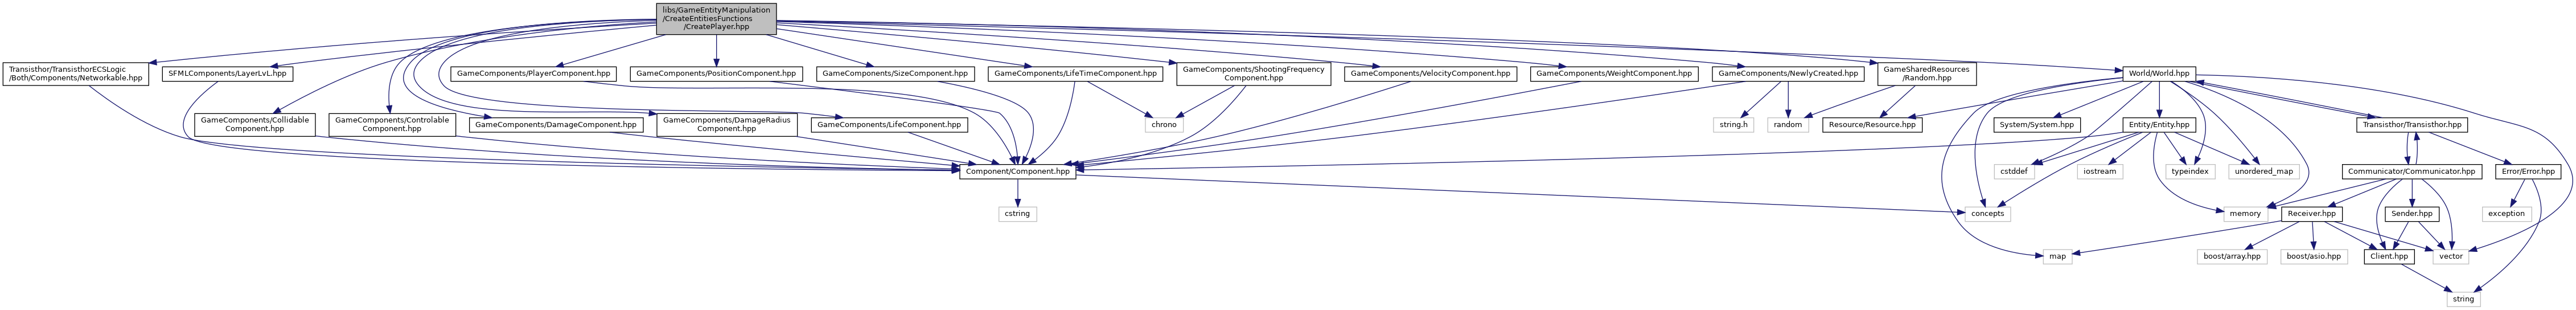 libs/GameEntityManipulation
/CreateEntitiesFunctions
/CreatePlayer.hpp
Transisthor/TransisthorECSLogic
/Both/Components/Networkable.hpp
SFMLComponents/LayerLvL.hpp
GameComponents/PlayerComponent.hpp
GameComponents/PositionComponent.hpp
GameComponents/SizeComponent.hpp
GameComponents/LifeTimeComponent.hpp
GameComponents/ShootingFrequency
Component.hpp
GameComponents/VelocityComponent.hpp
GameComponents/WeightComponent.hpp
GameComponents/NewlyCreated.hpp
GameSharedResources
/Random.hpp
World/World.hpp
GameComponents/Collidable
Component.hpp
GameComponents/Controlable
Component.hpp
GameComponents/DamageComponent.hpp
GameComponents/DamageRadius
Component.hpp
GameComponents/LifeComponent.hpp
chrono
string.h
random
Resource/Resource.hpp
System/System.hpp
Entity/Entity.hpp
Transisthor/Transisthor.hpp
Component/Component.hpp
cstddef
iostream
typeindex
unordered_map
Communicator/Communicator.hpp
Error/Error.hpp
cstring
concepts
memory
Receiver.hpp
Sender.hpp
exception
map
boost/array.hpp
boost/asio.hpp
Client.hpp
vector
string